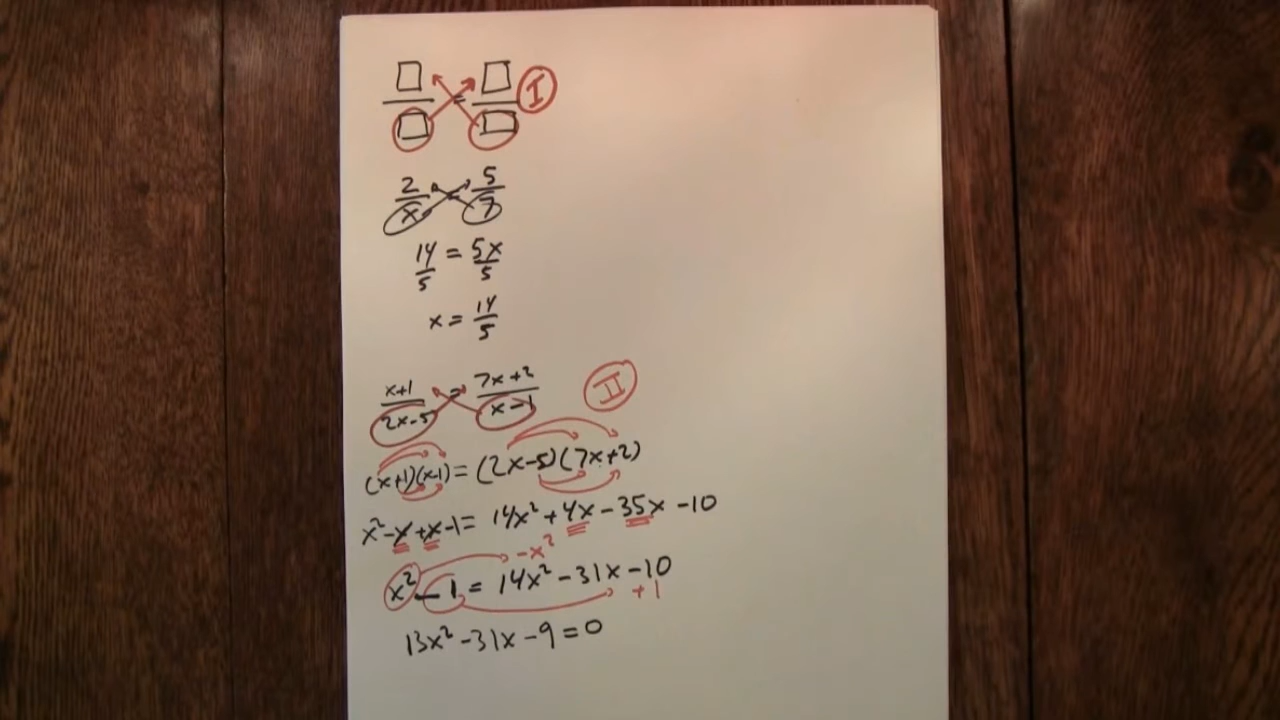 □/□ = □/□ I
2/x = 5/7
14/5 = 5x/5
x = 14/5
x+1/2x-5 = 7x+2/x-1 II
(x+1)(x-1) = (2x-5)(7x+2)
x²-x+x-1 = 14x²+4x-35x-10
-x²
x²-1 = 14x²-31x-10
+1
13x²-31x-9=0